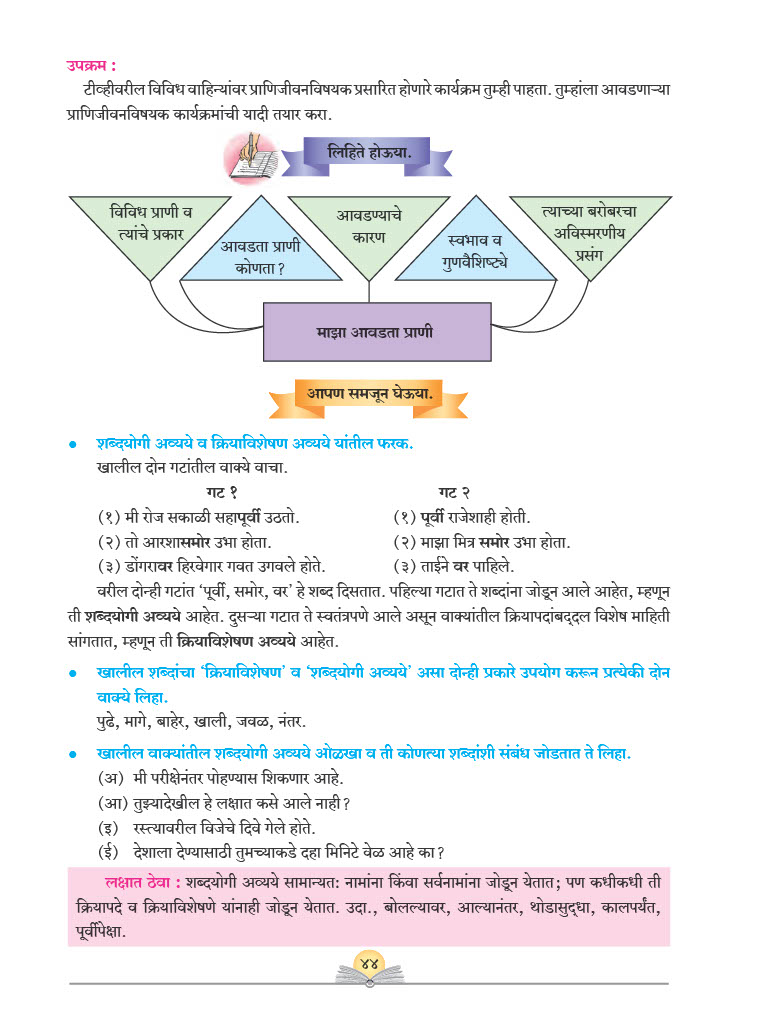 उपक्रम :
टीव्हीवरील विविध वाहिन्यांवर प्राणिजीवनविषयक प्रसारित होणारे कार्यक्रम तुम्ही पाहता. तुम्हांला आवडणाऱ्या
प्राणिजीवनविषयक कार्यक्रमांची यादी तयार करा.
लिहिते होऊया.
विविध प्राणी व
त्यांचे प्रकार
आवडता प्राणी
कोणता ?
आवडण्याचे
कारण
स्वभाव व
गुणवैशिष्ट्ये
त्याच्या बरोबरचा
अविस्मरणीय
प्रसंग
माझा आवडता प्राणी
आपण समजून घेऊया.
• शब्दयोगी अव्यये व क्रियाविशेषण अव्यये यांतील फरक.
खालील दोन गटांतील वाक्ये वाचा.
गट १ गट २
(१) मी रोज सकाळी सहापूर्वी उठतो. (१) पूर्वी राजेशाही होती.
(२) तो आरशासमोर उभा होता. (२) माझा मित्र समोर उभा होता.
(३) डोंगरावर हिरवेगार गवत उगवले होते. (३) ताईने वर पाहिले.
वरील दोन्ही गटांत ‘पूर्वी, समोर, वर’ हे शब्द दिसतात. पहिल्या गटात ते शब्दांना जोडून आले आहेत, म्हणून
ती शब्दयोगी अव्यये आहेत. दुसऱ्या गटात ते स्वतंत्रपणे आले असून वाक्यांतील क्रियापदांबद्दल विशेष माहिती
सांगतात, म्हणून ती क्रियाविशेषण अव्यये आहेत.
• खालील शब्दांचा ‘क्रियाविशेषण’ व ‘शब्दयोगी अव्यये’ असा दोन्ही प्रकारे उपयोग करून प्रत्येकी दोन
वाक्ये लिहा.
पुढे, मागे, बाहेर, खाली, जवळ, नंतर.
• खालील वाक्यांतील शब्दयोगी अव्यये ओळखा व ती कोणत्या शब्दांशी संबंध जोडतात ते लिहा.
(अ) मी परीक्षेनंतर पोहण्यास शिकणार आहे.
(आ) तुझ्यादेखील हे लक्षात कसे आले नाही ?
(इ) रस्त्यावरील विजेचे दिवे गेले होते.
(ई) देशाला देण्यासाठी तुमच्याकडे दहा मिनिटे वेळ आहे का ?
लक्षात ठेवा : शब्दयोगी अव्यये सामान्यत: नामांना किंवा सर्वनामांना जोडून येतात; पण कधीकधी ती
क्रियापदे व क्रियाविशेषणे यांनाही जोडून येतात. उदा., बोलल्यावर, आल्यानंतर, थोडासुद्धा, कालपर्यंत,
पूर्वीपेक्षा.
४४